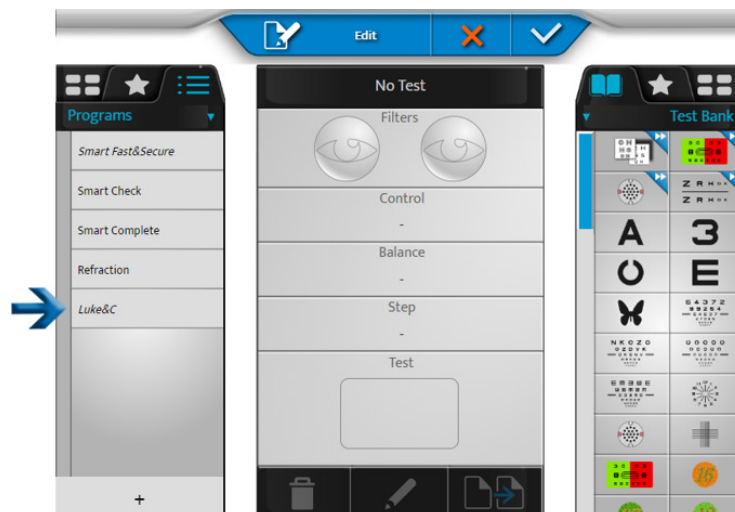 Edit
Programs
Smart Fast&Secure
Smart Check
Smart Complete
Refraction
Luke&C
+
No Test
Filters
Control
-
Balance
-
Step
-
Test
Test Bank
A 3
E
16